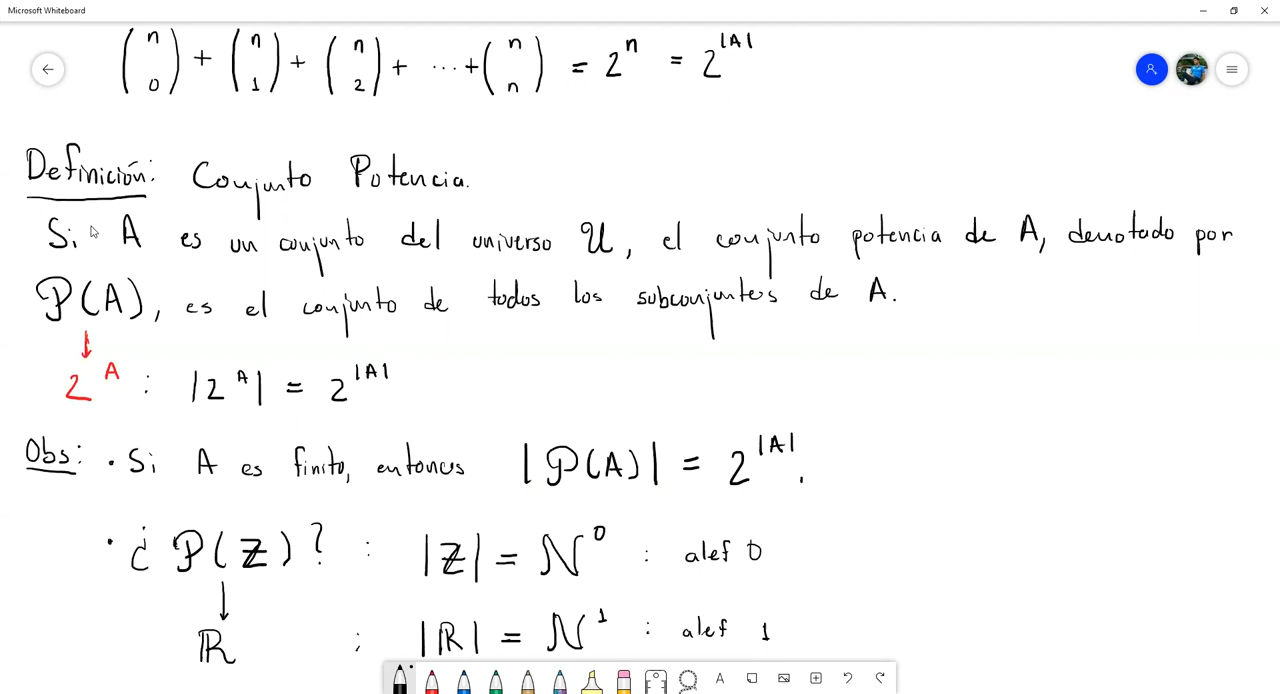 Microsoft Whiteboard
(n 0) + (n 1) + (n 2) + ... + (n n) = 2^n = 2^|A|
Definición: Conjunto Potencia.
Si A es un conjunto del universo U, el conjunto potencia de A, denotado por
P(A), es el conjunto de todos los subconjuntos de A.
↓
2^A : |2^A| = 2^|A|
Obs: · Si A es finito, entonces |P(A)| = 2^|A|.
· ¿P(Z)? : |Z| = ℕ^0 : alef 0
↓
ℝ ; |ℝ| = ℕ^1 : alef 1